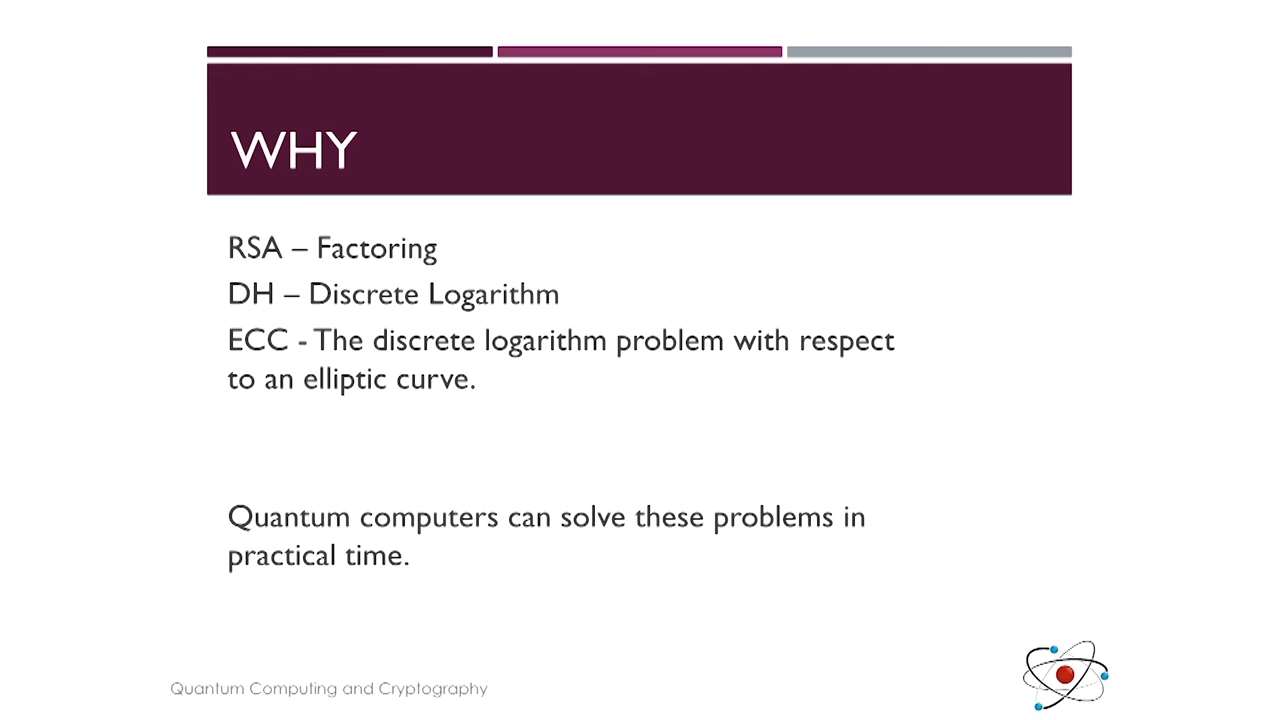 WHY
RSA – Factoring
DH – Discrete Logarithm
ECC - The discrete logarithm problem with respect
to an elliptic curve.
Quantum computers can solve these problems in
practical time.
Quantum Computing and Cryptography